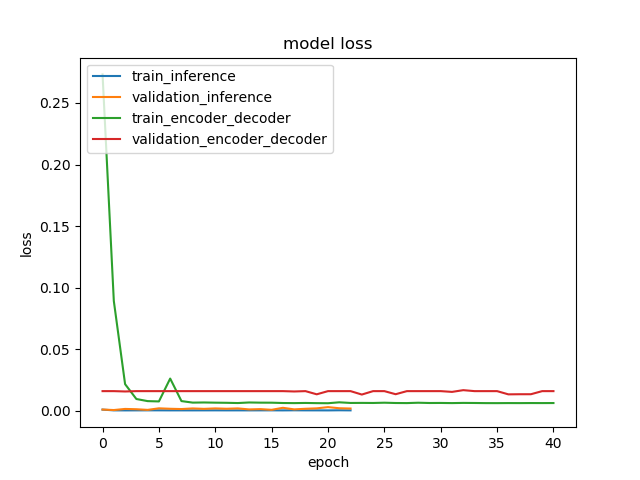 model loss
train_inference
validation_inference
train_encoder_decoder
validation_encoder_decoder
loss
0.25
0.20
0.15
0.10
0.05
0.00
0 5 10 15 20 25 30 35 40
epoch